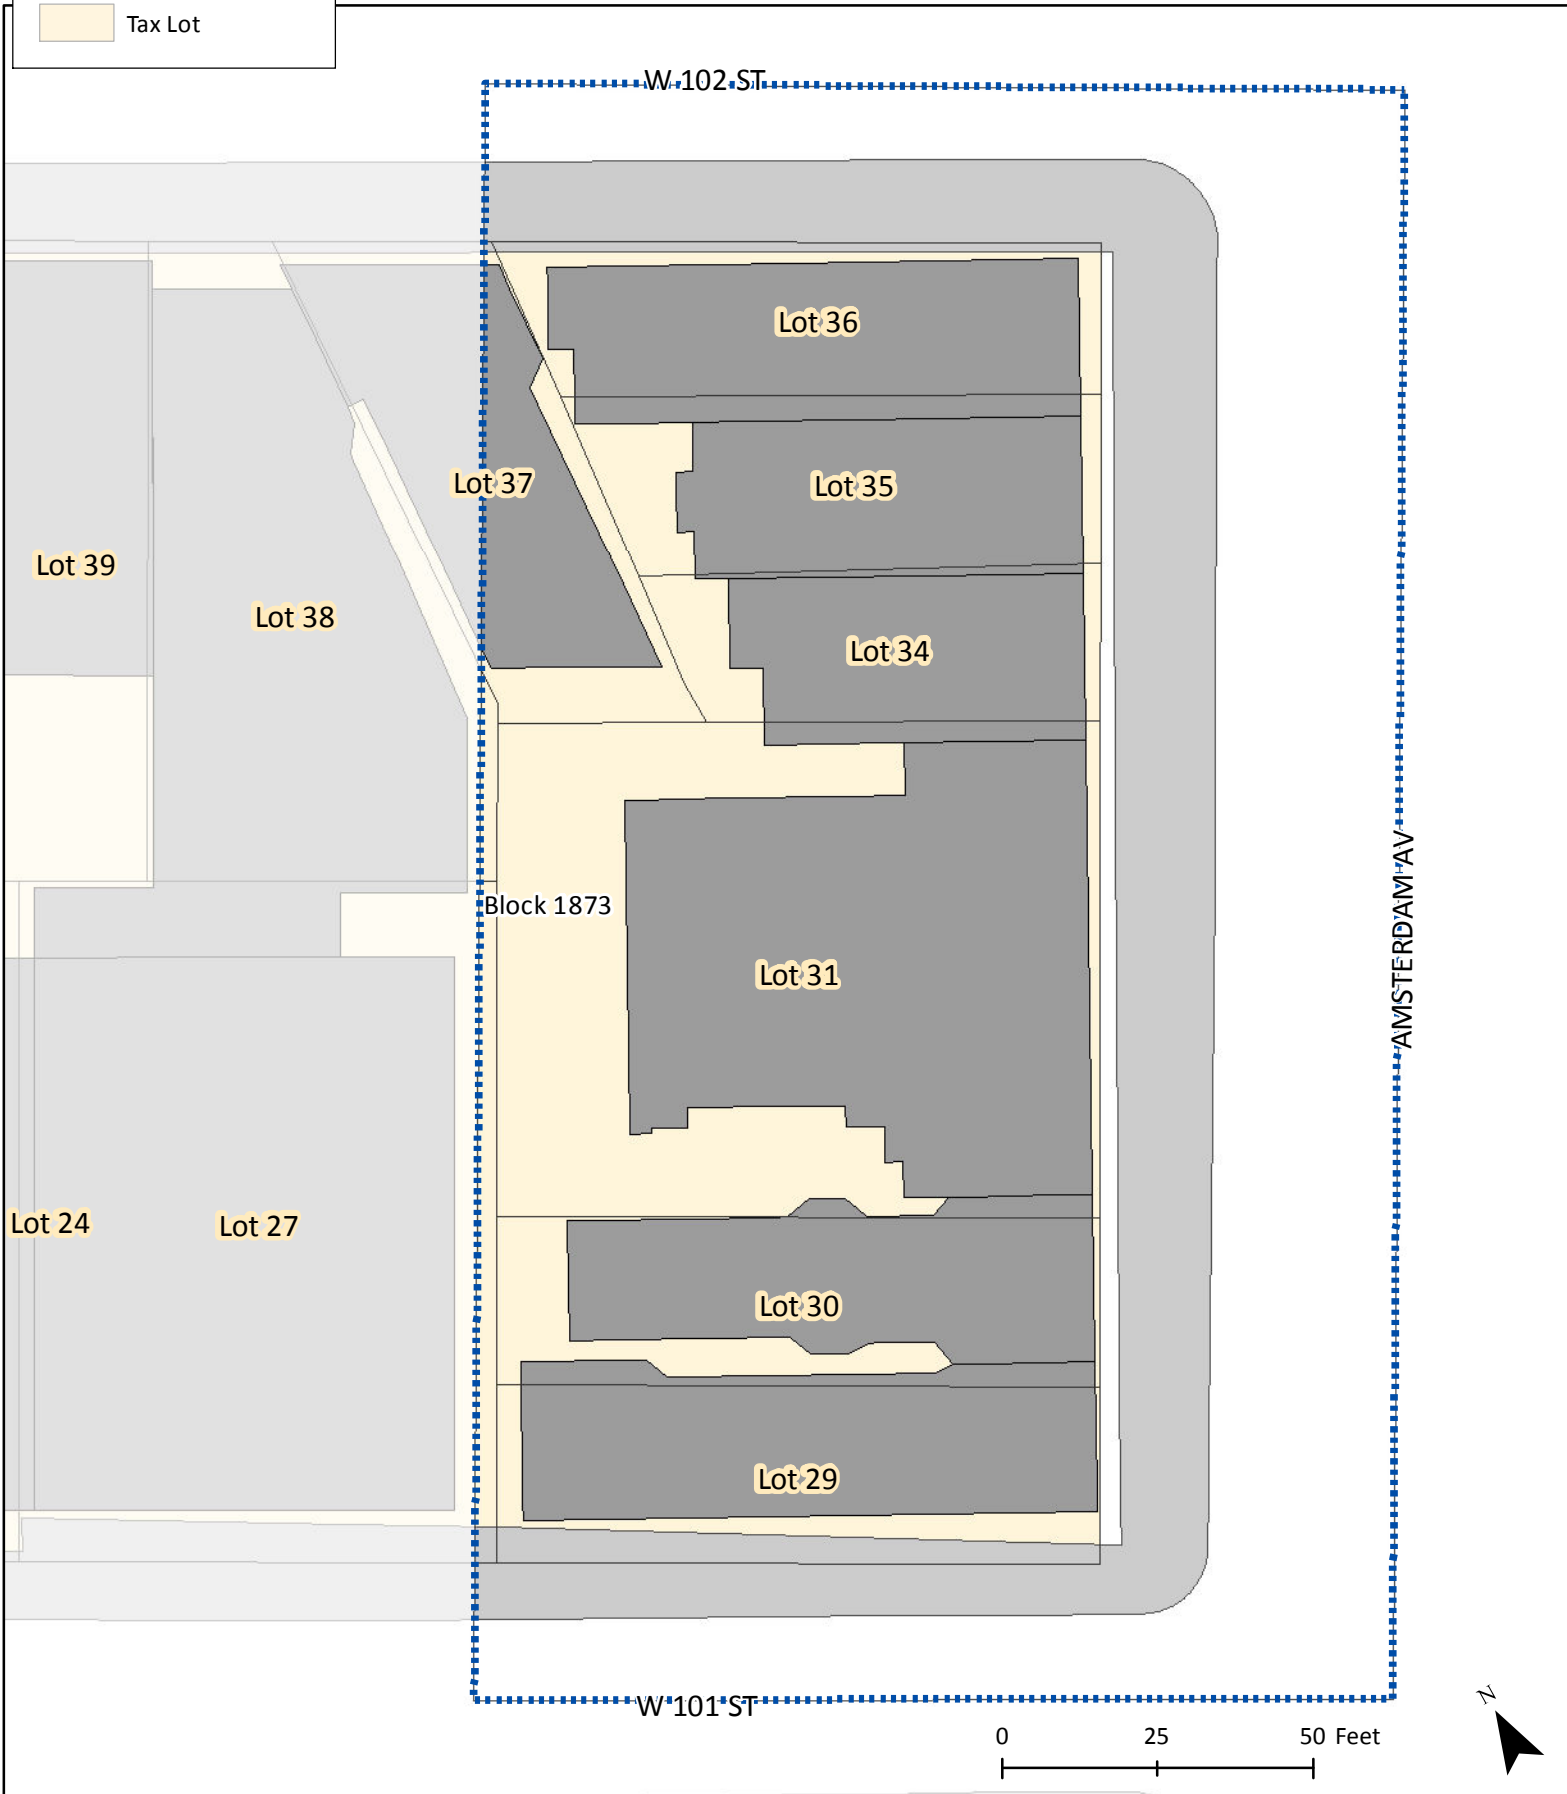 Tax Lot
W 102 ST
Lot 36
Lot 37
Lot 35
Lot 39
Lot 38
Lot 34
Block 1873
AMSTERDAM AV
Lot 31
Lot 24
Lot 27
Lot 30
Lot 29
W 101 ST
N
0 25 50 Feet